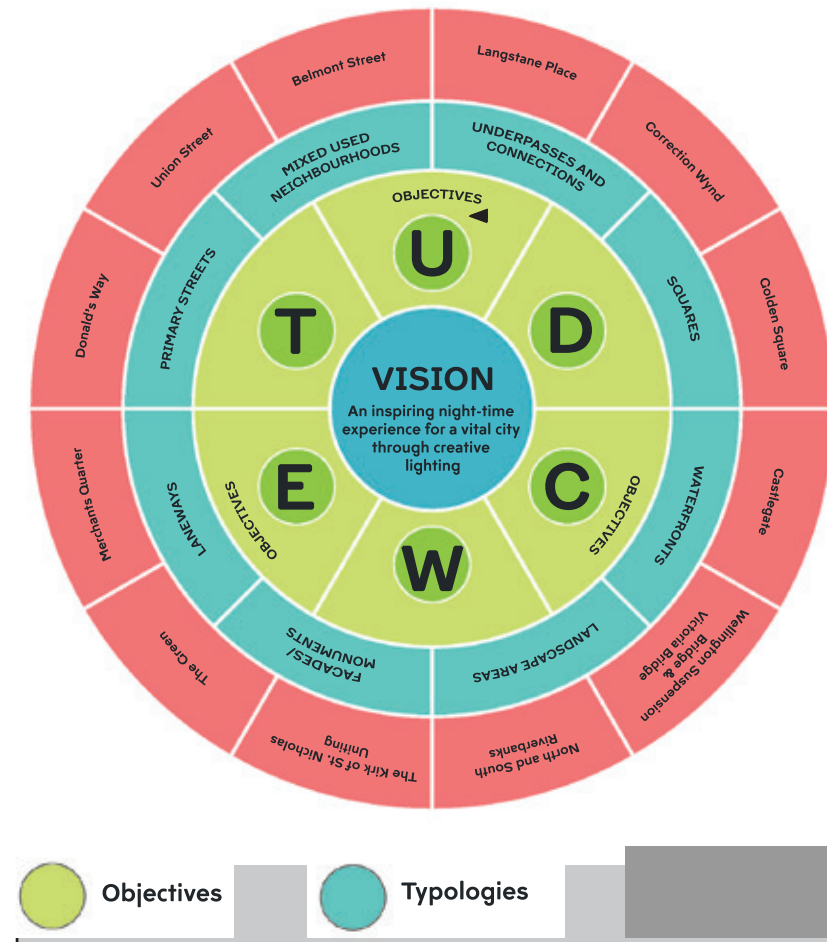 Belmont Street
Langstane Place
Correction Wynd
Golden Square
Castlegate
Wellington Suspension
Bridge &
Victoria Bridge
North and South
Riverbanks
The Kirk of St. Nicholas
Uniting
The Green
Merchants Quarter
Donald's Way
Union Street
MIXED USED
NEIGHBOURHOODS
UNDERPASSES AND
CONNECTIONS
SQUARES
WATERFRONTS
LANDSCAPE AREAS
FACADES/
MONUMENTS
LANEWAYS
PRIMARY STREETS
OBJECTIVES
U
D
C
OBJECTIVES
W
E
OBJECTIVES
T
VISION
An inspiring night-time
experience for a vital city
through creative
lighting
Objectives
Typologies